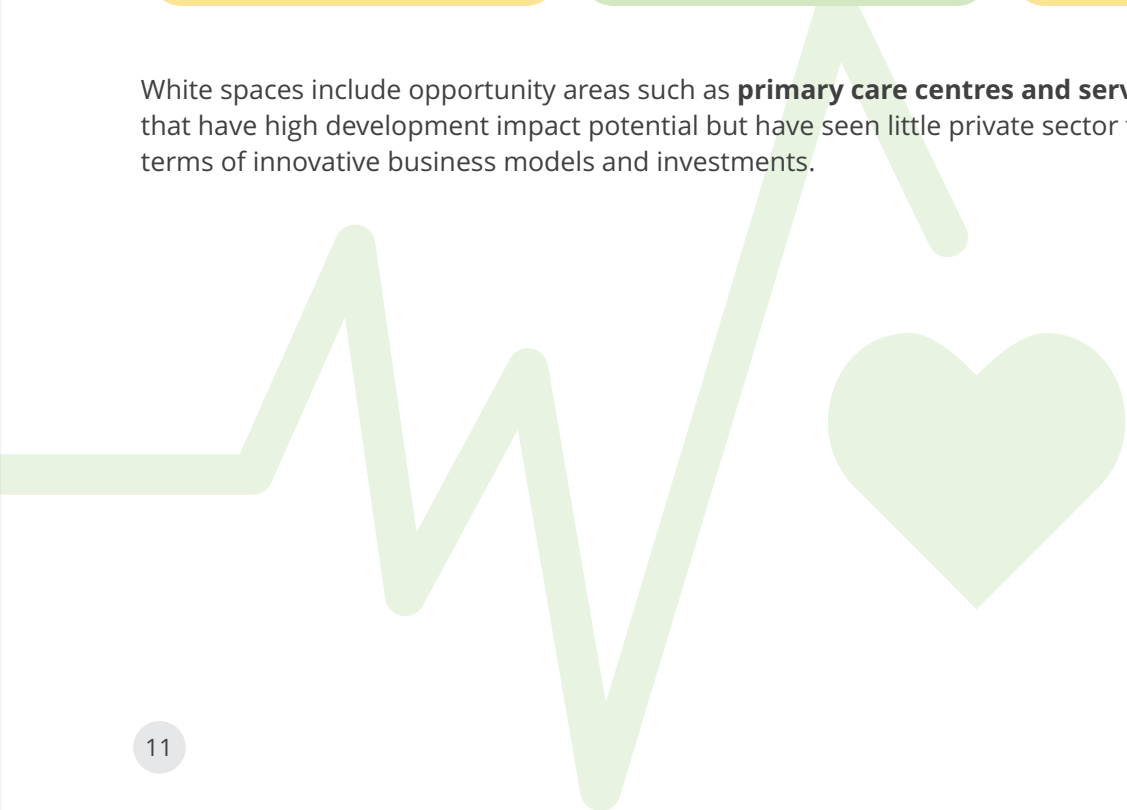 White spaces include opportunity areas such as primary care centres and serv
that have high development impact potential but have seen little private sector
terms of innovative business models and investments.
11